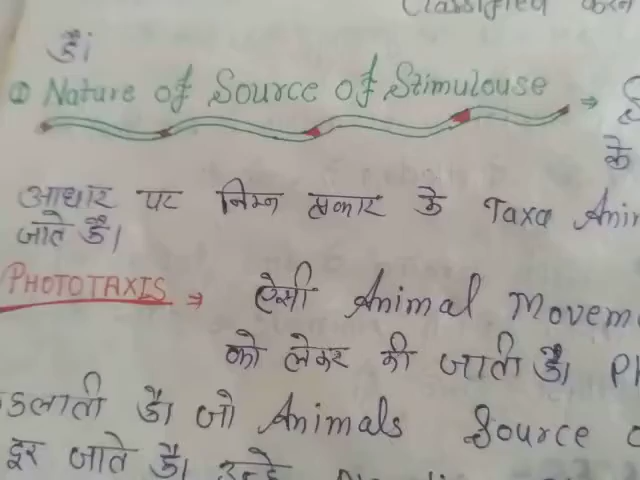 Classified करन
है।
① Nature of Source of Stimulouse ⇒
के
आधार पर निम्न प्रकार के Taxa Anim
जाते है।
PHOTOTAXIS ⇒ ऐसी Animal Movem
को लेकर की जाती है। P
कहलाती है। जो Animals Source o
दूर जाते है। उन्हे